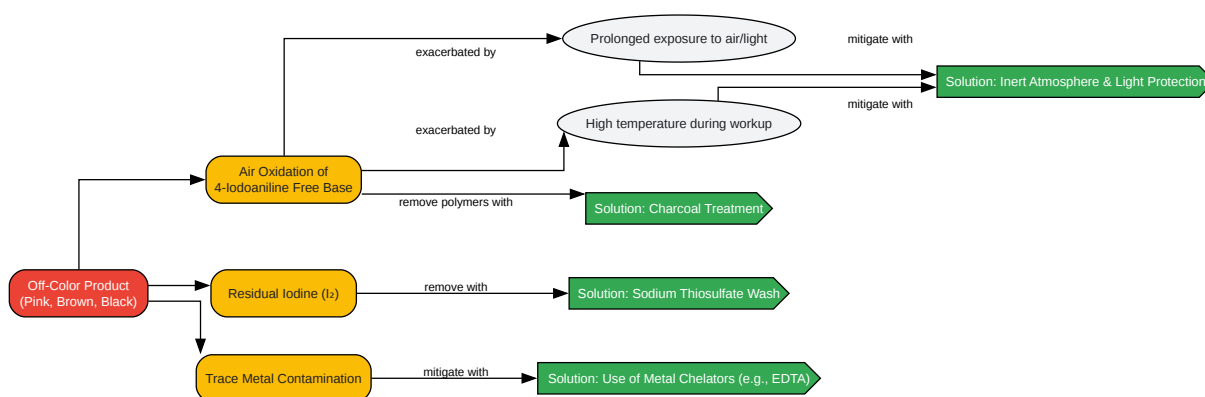 Prolonged exposure to air/light
mitigate with
exacerbated by
Solution: Inert Atmosphere & Light Protection
mitigate with
High temperature during workup
exacerbated by
Air Oxidation of
4-Iodoaniline Free Base
remove polymers with
Solution: Charcoal Treatment
Off-Color Product
(Pink, Brown, Black)
Residual Iodine (I₂)
remove with
Solution: Sodium Thiosulfate Wash
Trace Metal Contamination
mitigate with
Solution: Use of Metal Chelators (e.g., EDTA)